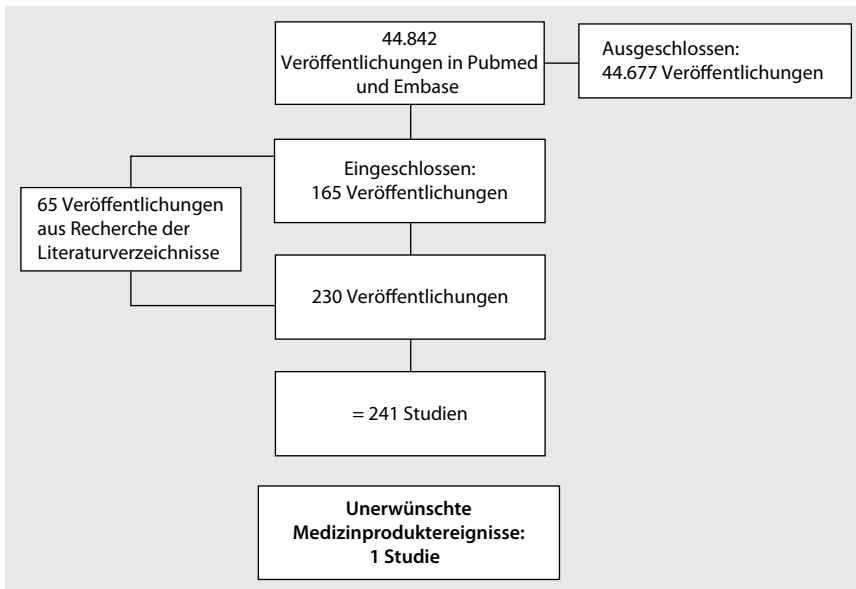 44.842
Veröffentlichungen in Pubmed
und Embase
Ausgeschlossen:
44.677 Veröffentlichungen
Eingeschlossen:
165 Veröffentlichungen
65 Veröffentlichungen
aus Recherche der
Literaturverzeichnisse
230 Veröffentlichungen
= 241 Studien
Unerwünschte
Medizinproduktereignisse:
1 Studie